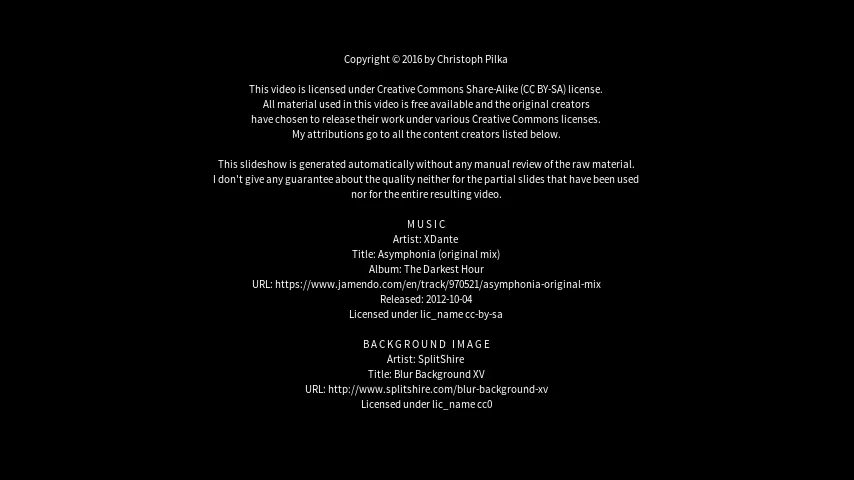 Copyright © 2016 by Christoph Pilka
This video is licensed under Creative Commons Share-Alike (CC BY-SA) license.
All material used in this video is free available and the original creators
have chosen to release their work under various Creative Commons licenses.
My attributions go to all the content creators listed below.
This slideshow is generated automatically without any manual review of the raw material.
I don't give any guarantee about the quality neither for the partial slides that have been used
nor for the entire resulting video.
MUSIC
Artist: XDante
Title: Asymphonia (original mix)
Album: The Darkest Hour
URL: https://www.jamendo.com/en/track/970521/asymphonia-original-mix
Released: 2012-10-04
Licensed under lic_name cc-by-sa
BACKGROUND IMAGE
Artist: SplitShire
Title: Blur Background XV
URL: http://www.splitshire.com/blur-background-xv
Licensed under lic_name cc0